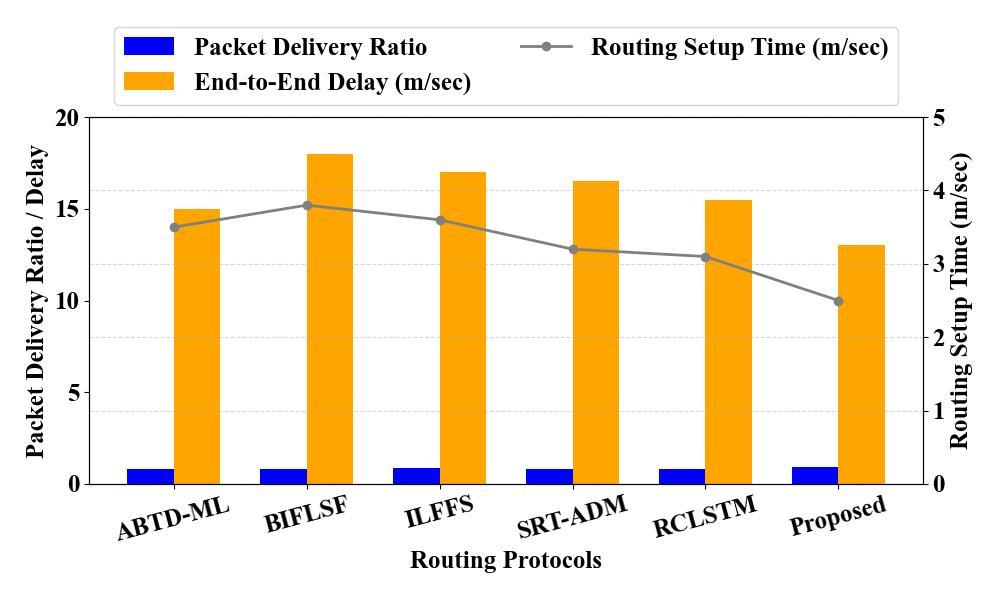 Packet Delivery Ratio
End-to-End Delay (m/sec)
Routing Setup Time (m/sec)
Packet Delivery Ratio / Delay
20
15
10
5
0
5
4
3
2
1
0
Routing Setup Time (m/sec)
ABTD-ML
BIFLSF
ILFFS
SRT-ADM
RCLSTM
Proposed
Routing Protocols